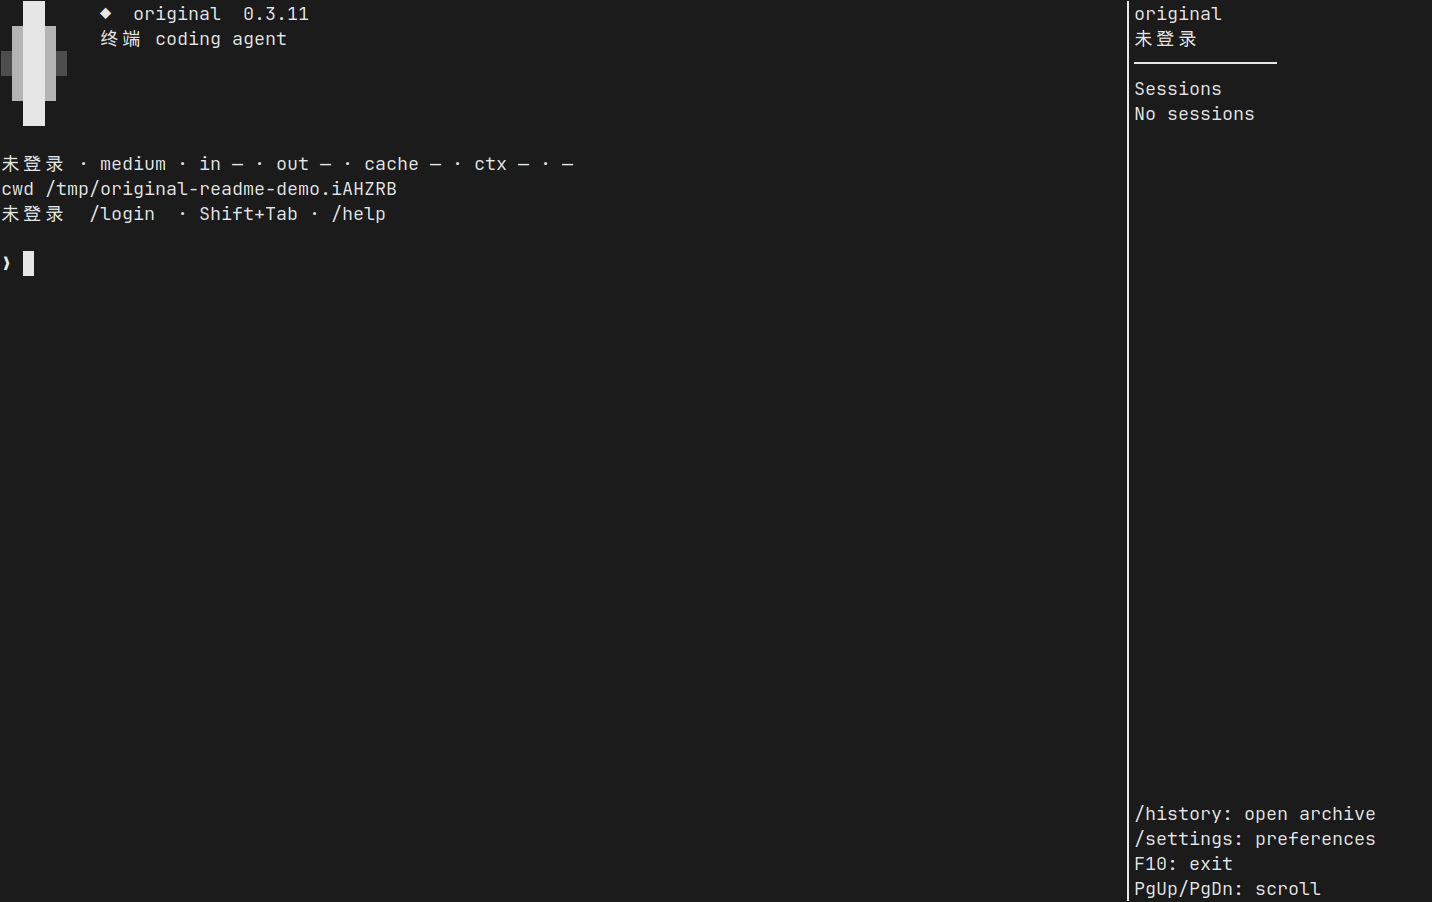 ◆ original 0.3.11
终端 coding agent
未登录 · medium · in — · out — · cache — · ctx — · —
cwd /tmp/original-readme-demo.iAHZRB
未登录 /login · Shift+Tab · /help
❯
original
未登录
Sessions
No sessions
/history: open archive
/settings: preferences
F10: exit
PgUp/PgDn: scroll